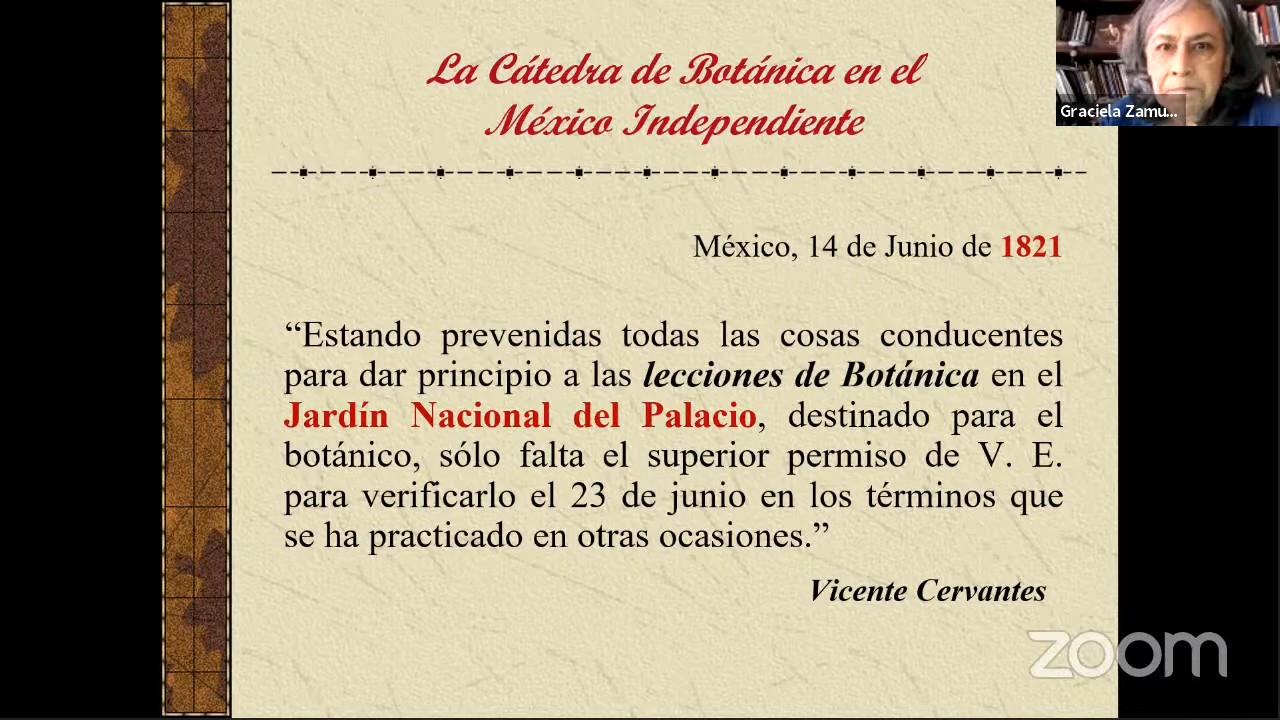 La Cátedra de Botánica en el
México Independiente
Graciela Zamu...
México, 14 de Junio de 1821
“Estando prevenidas todas las cosas conducentes
para dar principio a las lecciones de Botánica en el
Jardín Nacional del Palacio, destinado para el
botánico, sólo falta el superior permiso de V. E.
para verificarlo el 23 de junio en los términos que
se ha practicado en otras ocasiones.”
Vicente Cervantes
zoom